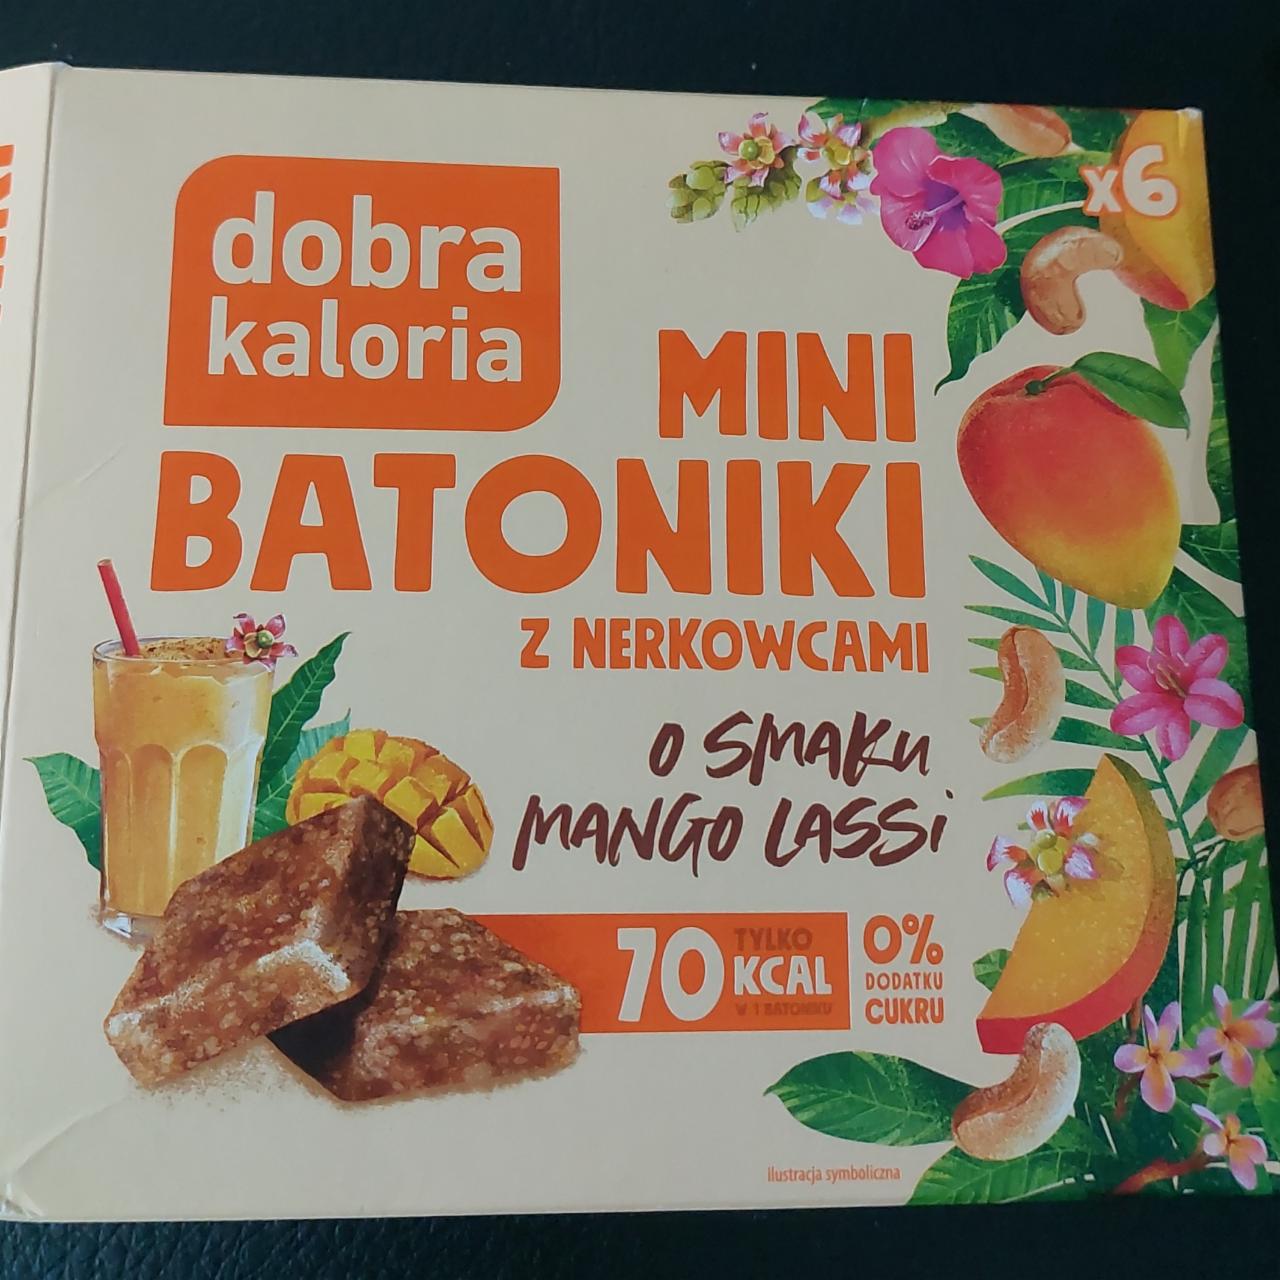 x6
dobra
kaloria
MINI
BATONIKI
Z NERKOWCAMI
O SMAKU
MANGO LASSI
70 TYLKO KCAL W 1 BATONIKU
0% DODATKU CUKRU
ilustracja symboliczna